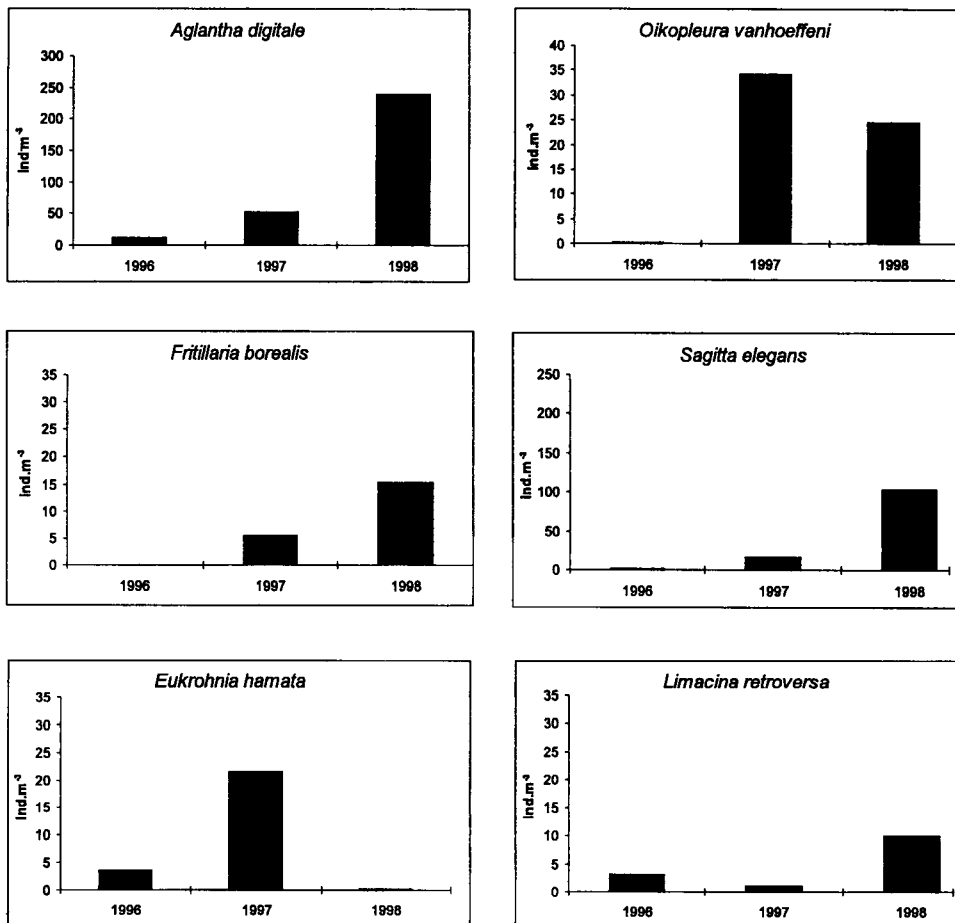 Aglantha digitale
300
250
200
150
100
50
0
Ind m⁻³
1996 1997 1998
Oikopleura vanhoeffeni
40
35
30
25
20
15
10
5
0
Ind.m⁻³
1996 1997 1998
Fritillaria borealis
35
30
25
20
15
10
5
0
Ind.m⁻³
1996 1997 1998
Sagitta elegans
250
200
150
100
50
0
Ind.m⁻³
1996 1997 1998
Eukrohnia hamata
35
30
25
20
15
10
5
0
Ind.m⁻³
1996 1997 1998
Limacina retroversa
35
30
25
20
15
10
5
0
Ind.m⁻³
1996 1997 1998